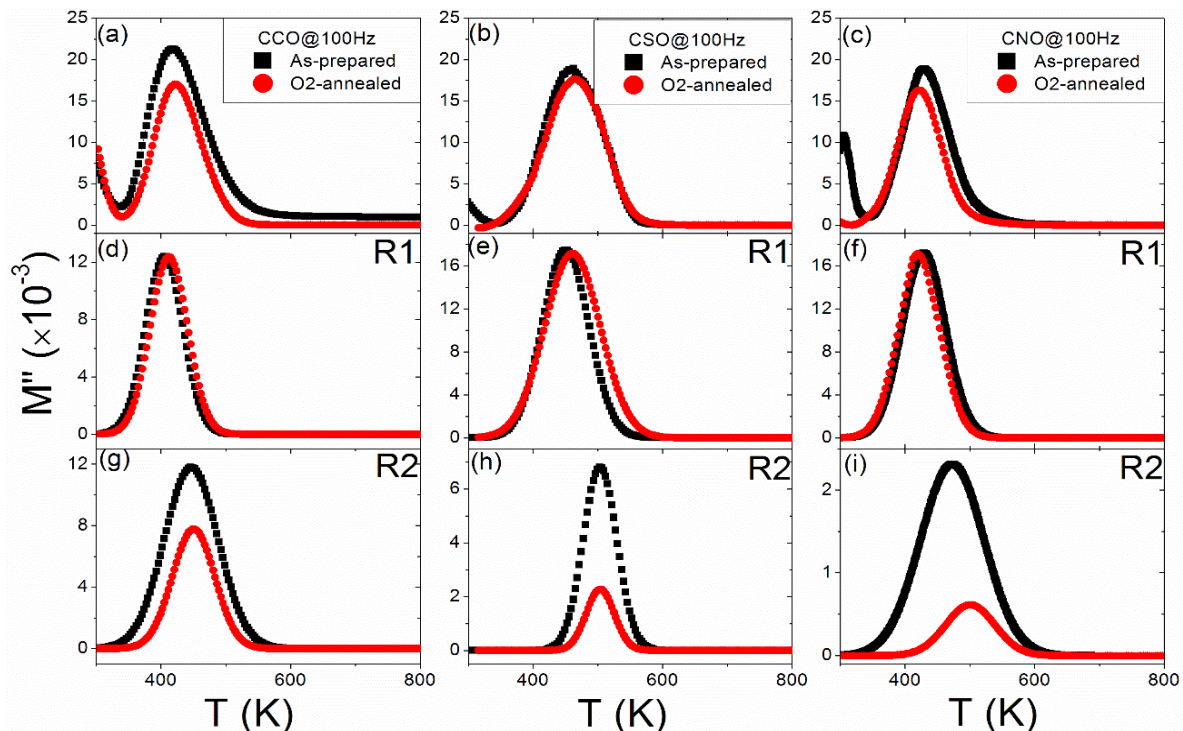 (a)
CCO@100Hz
As-prepared
O2-annealed
(b)
CSO@100Hz
As-prepared
O2-annealed
(c)
CNO@100Hz
As-prepared
O2-annealed
25
20
15
10
5
0
25
20
15
10
5
0
25
20
15
10
5
0
(d)
R1
(e)
R1
(f)
R1
12
8
4
0
16
12
8
4
0
16
12
8
4
0
M" (×10⁻³)
(g)
R2
(h)
R2
(i)
R2
12
8
4
0
6
4
2
0
2
1
0
400
600
800
400
600
800
400
600
800
T (K)
T (K)
T (K)